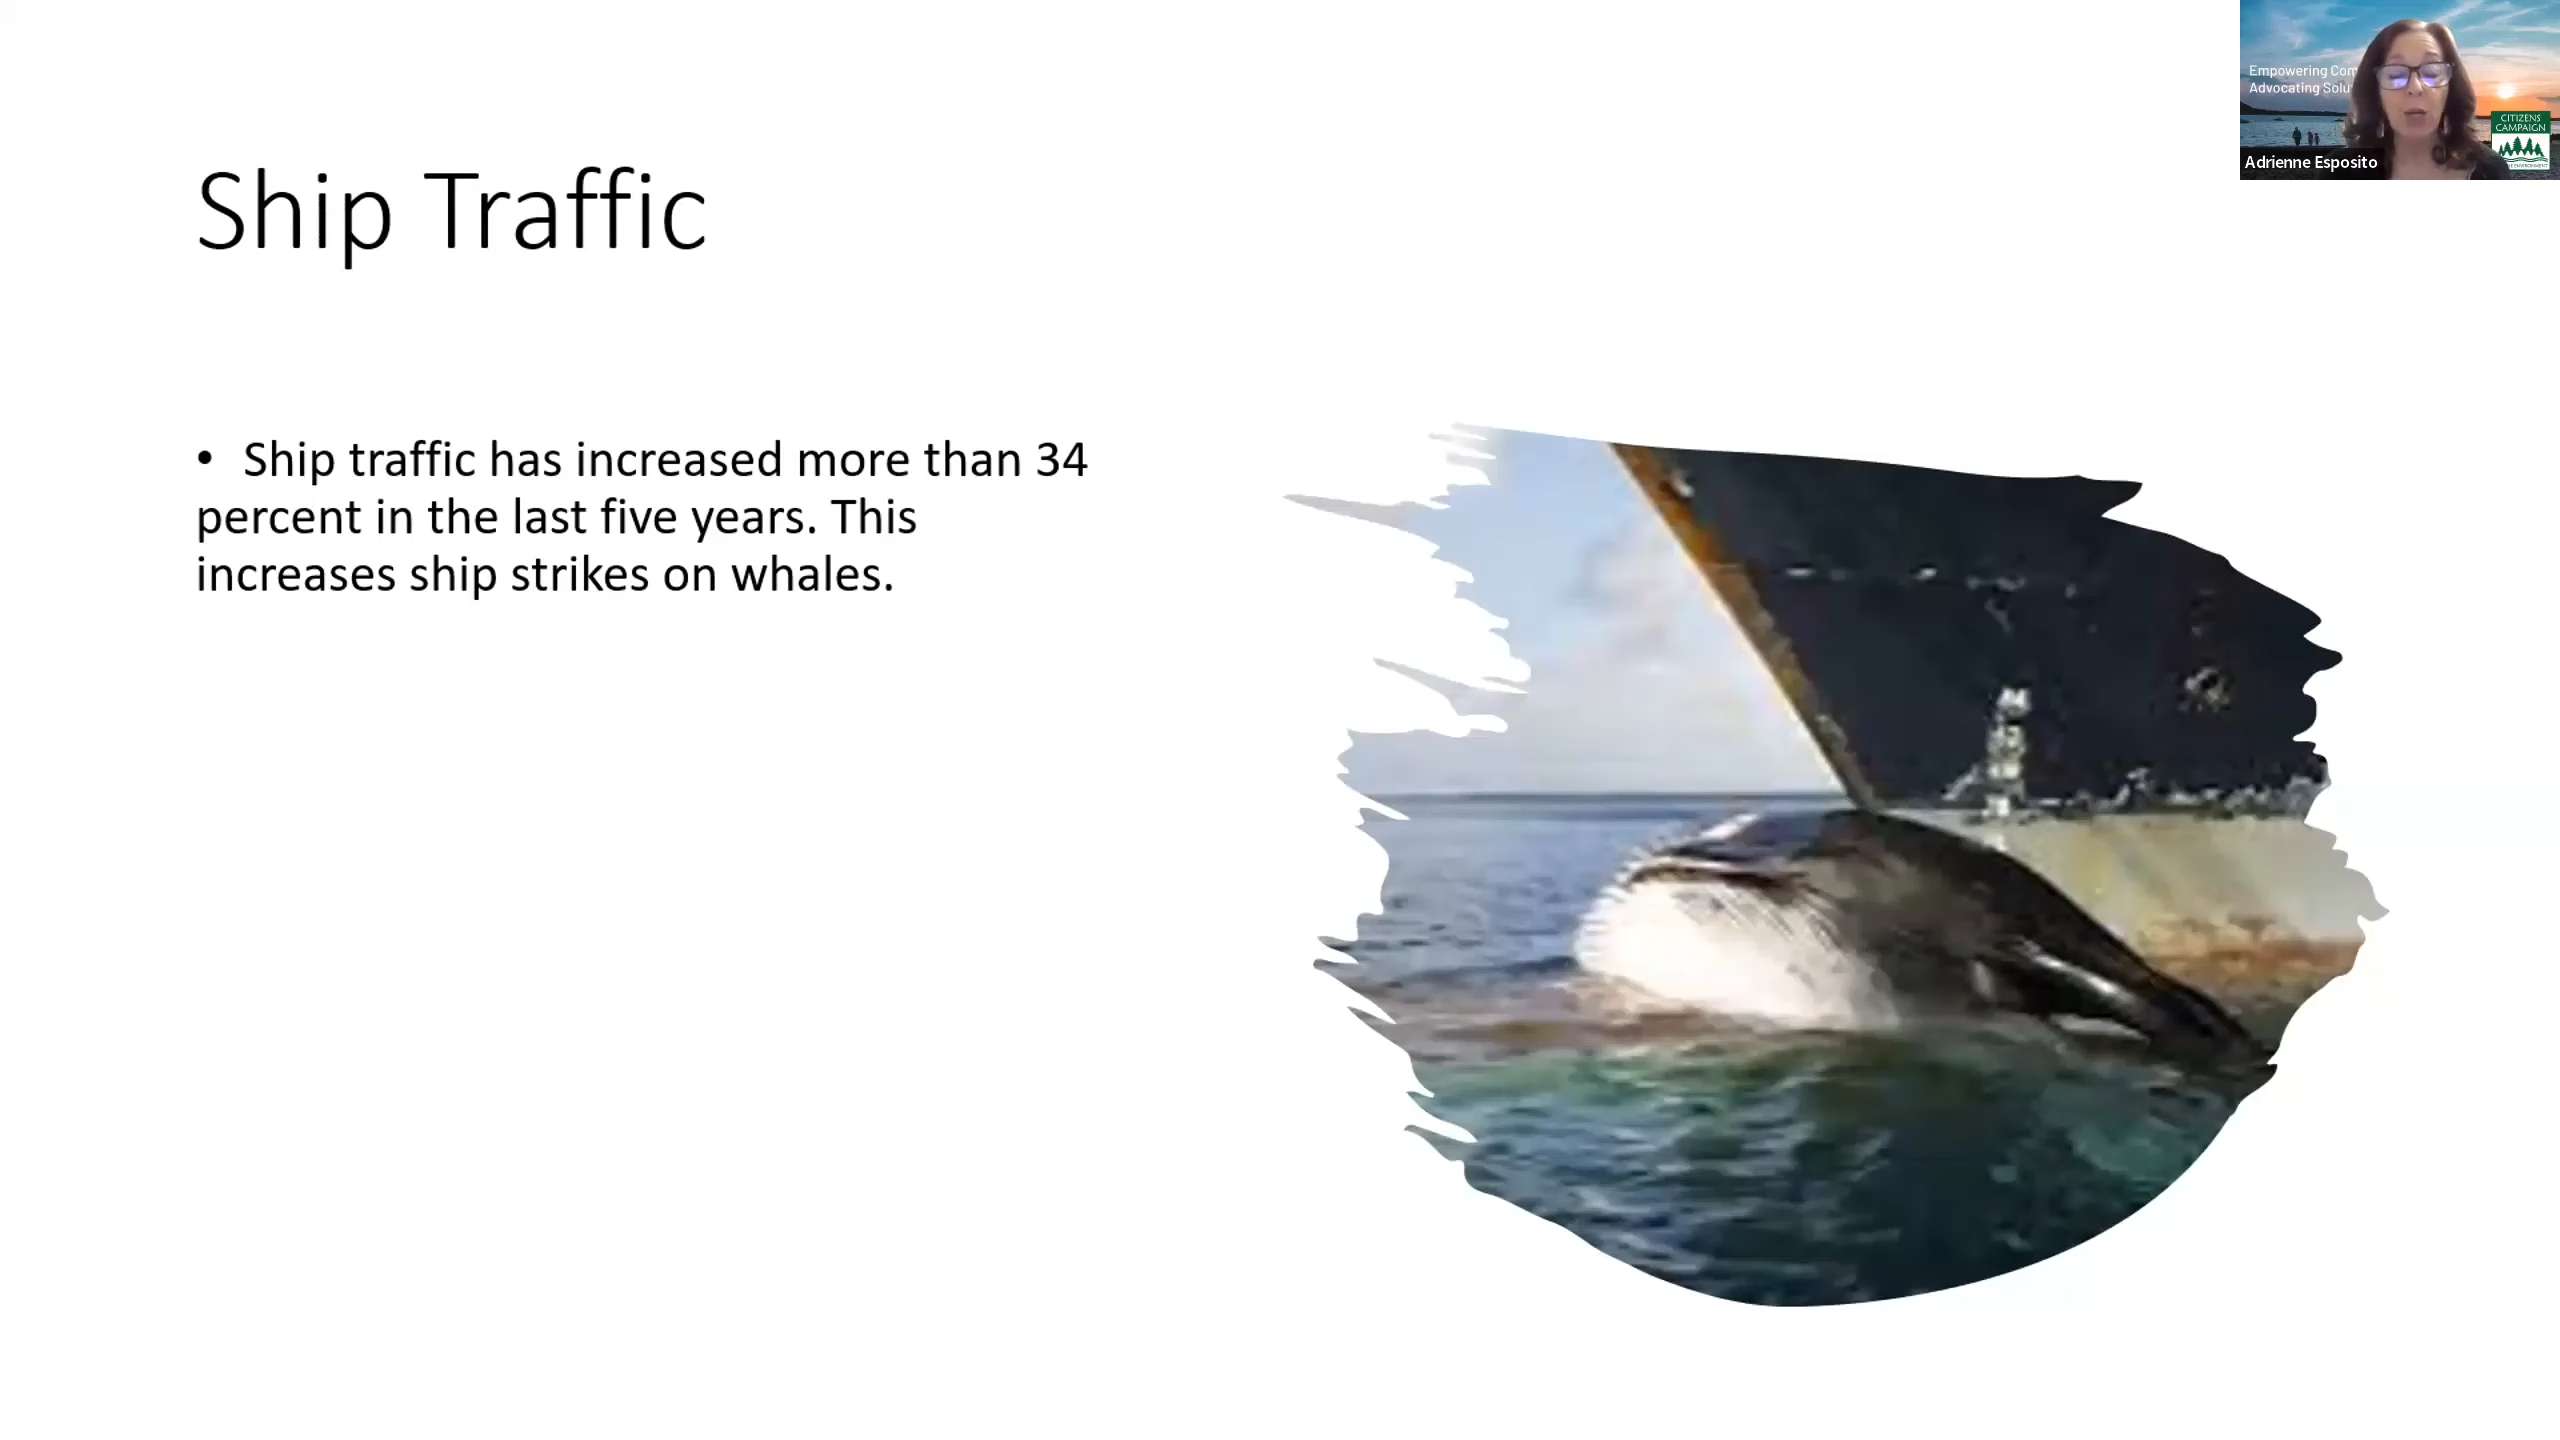 Ship Traffic
• Ship traffic has increased more than 34
percent in the last five years. This
increases ship strikes on whales.
Empowering Com
Advocating Solu
CITIZENS
CAMPAIGN
Adrienne Esposito